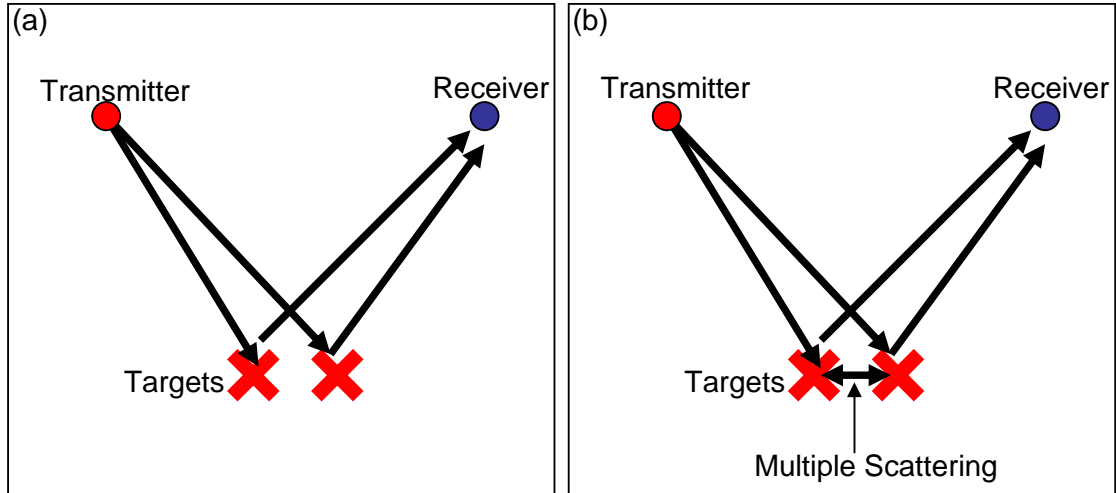 (a)
Transmitter
Receiver
Targets
(b)
Transmitter
Receiver
Targets
Multiple Scattering